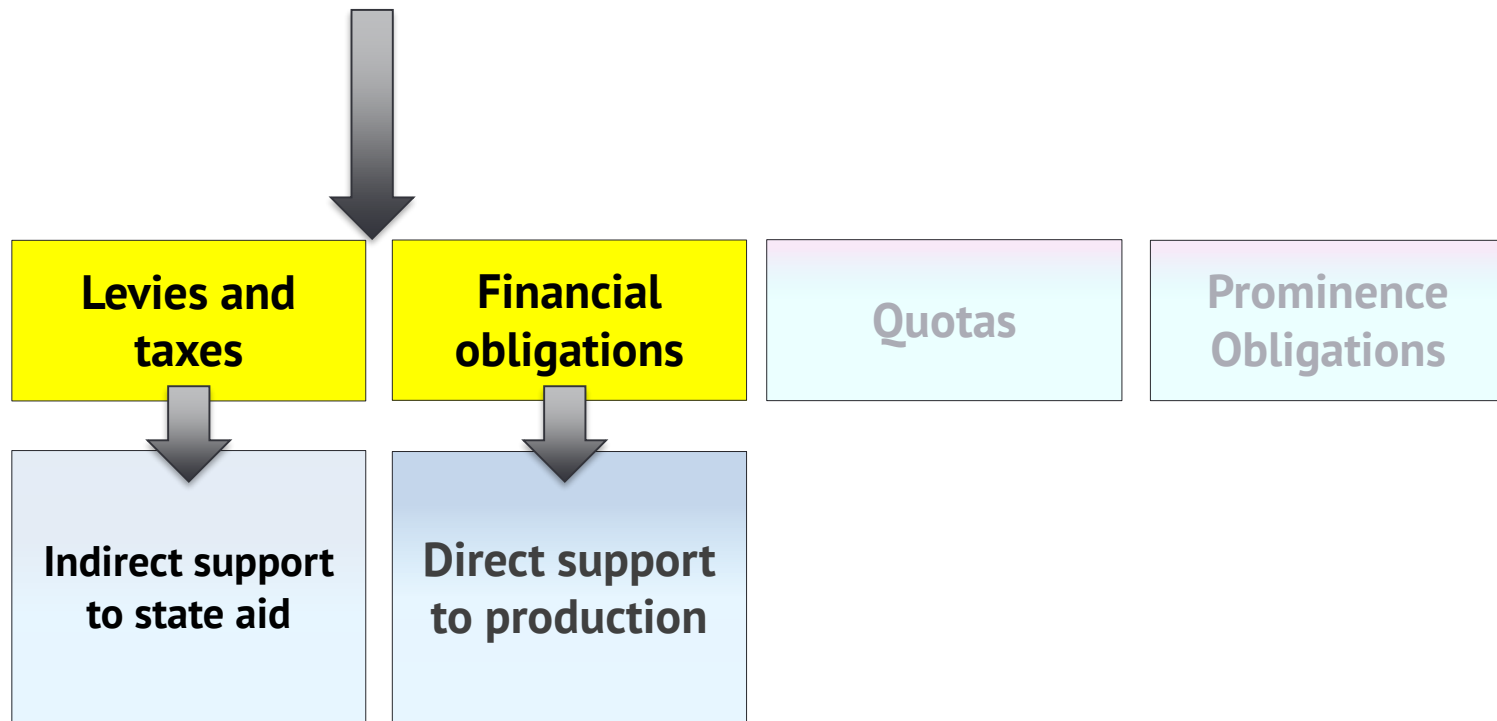 Levies and
taxes
Financial
obligations
Quotas
Prominence
Obligations
Indirect support
to state aid
Direct support
to production